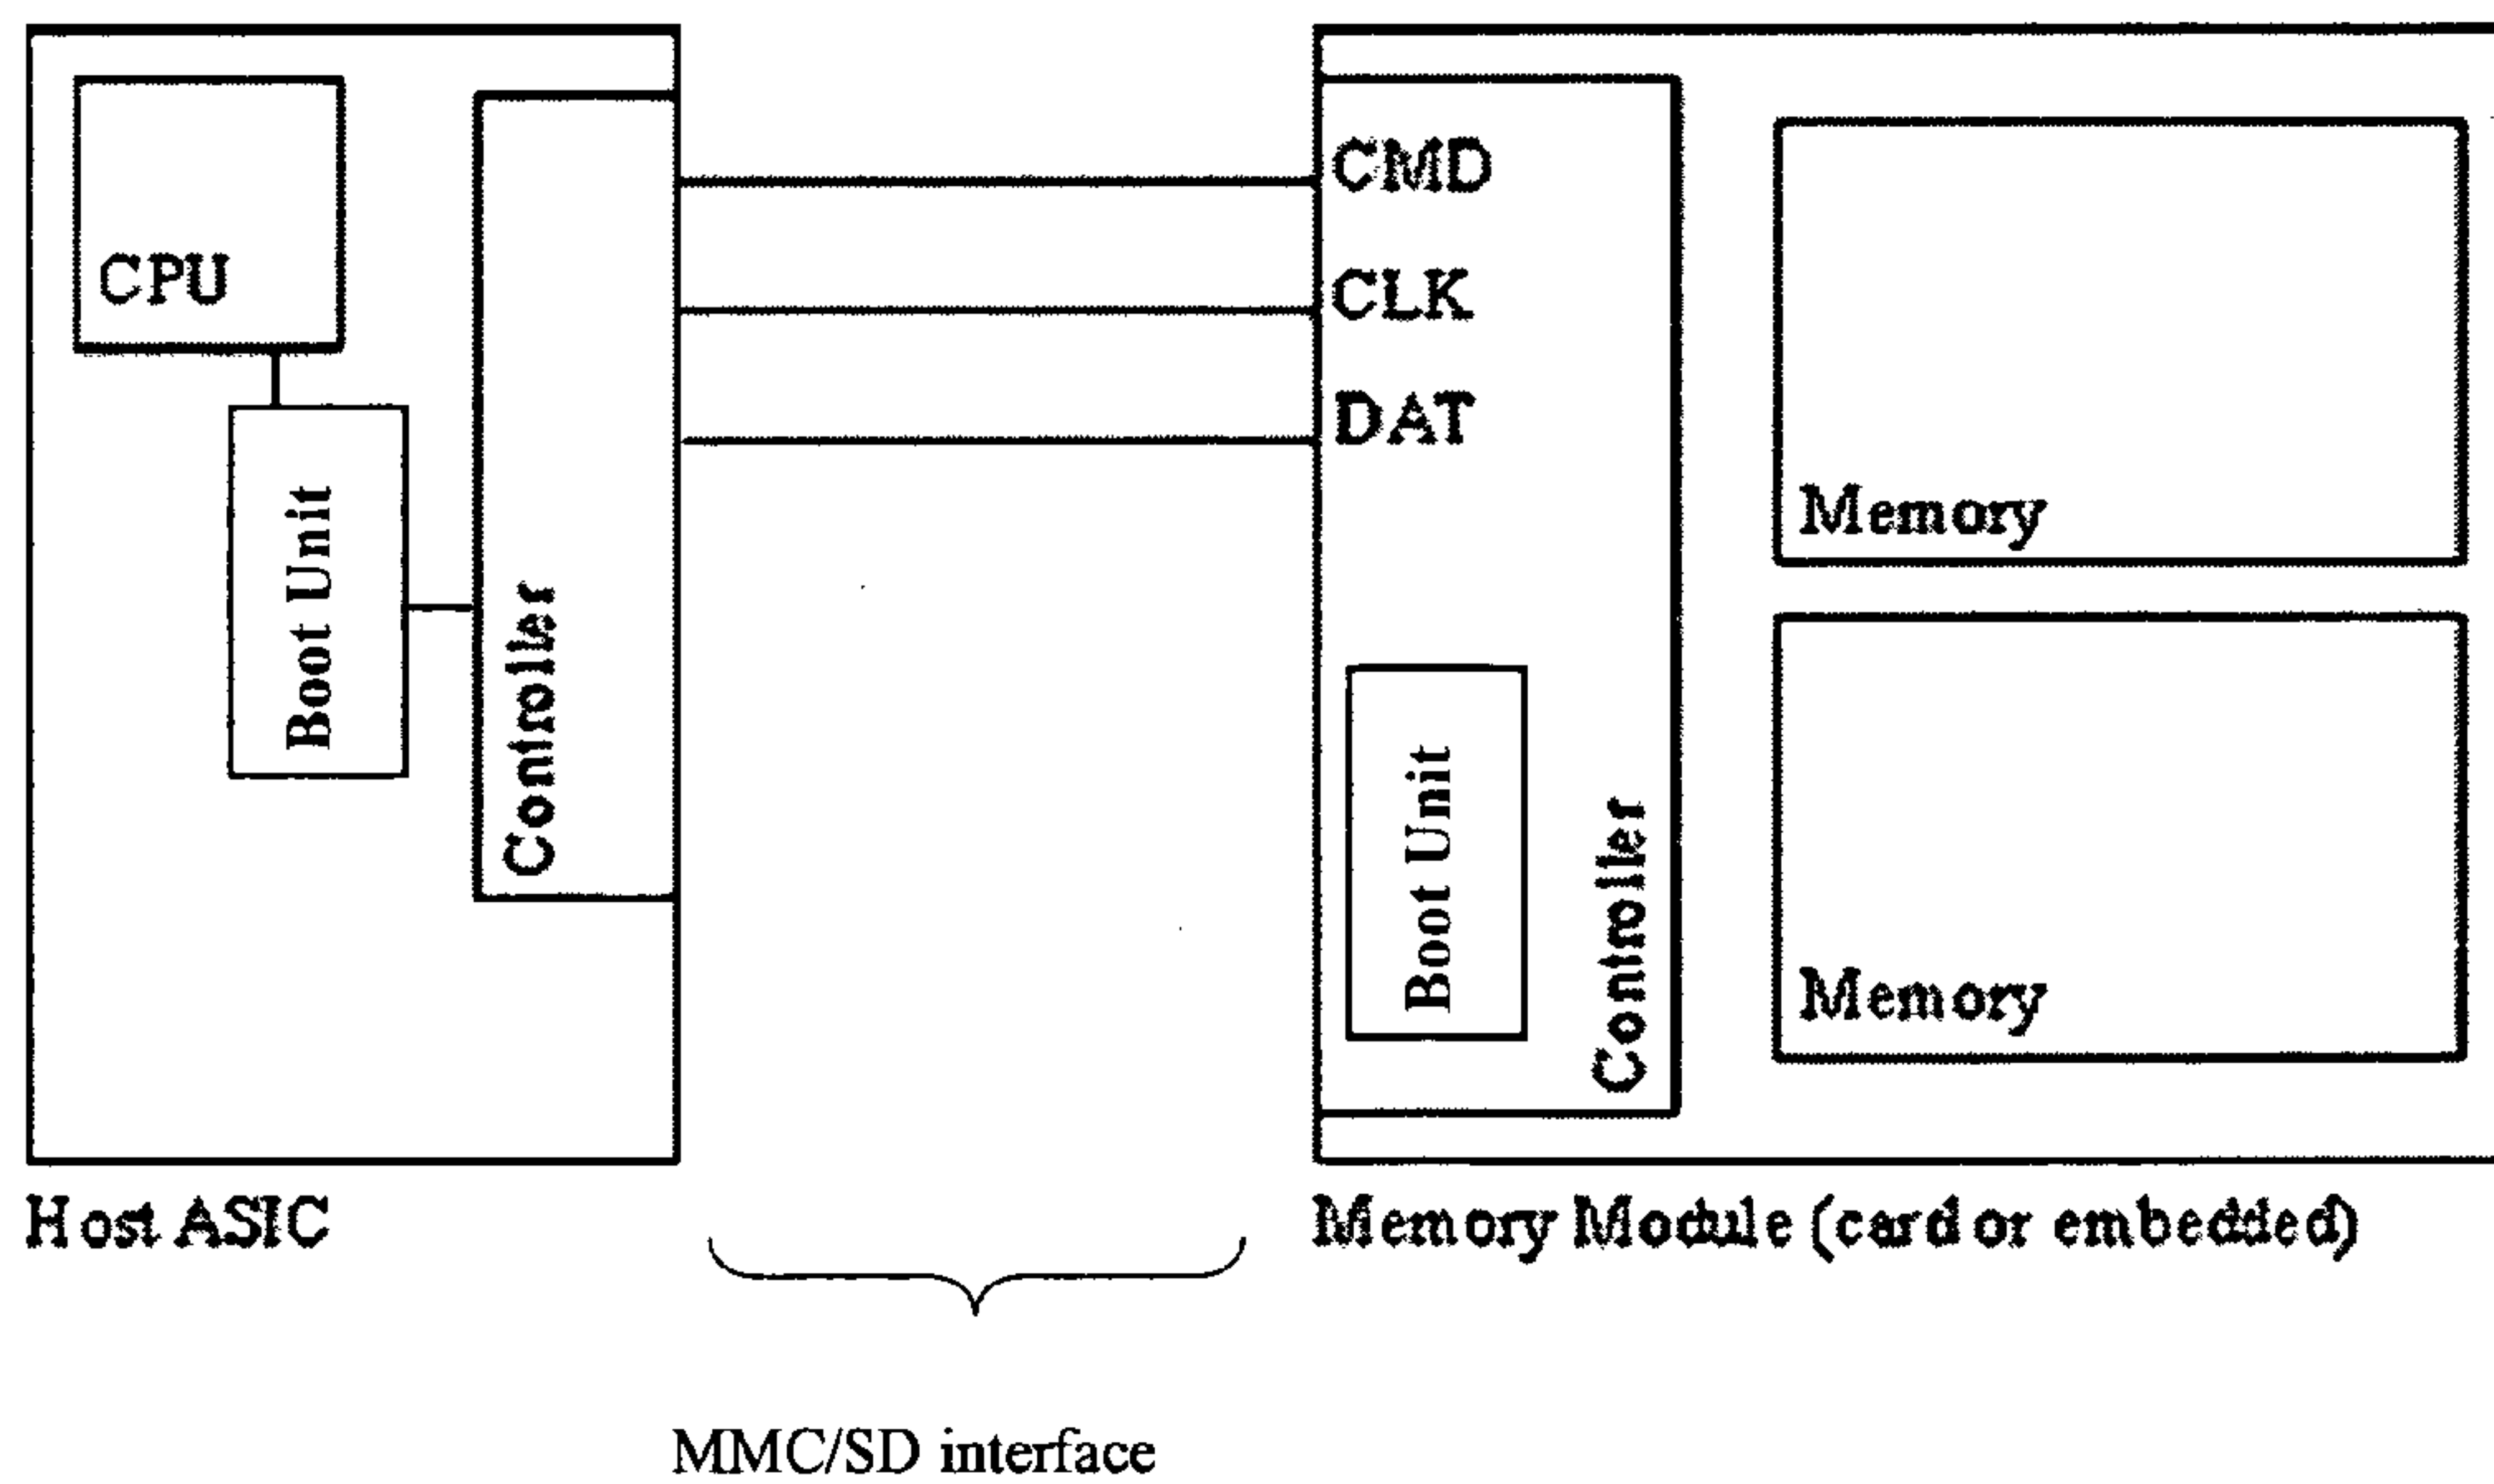 CPU
Boot Unit
Controller
CMD
CLK
DAT
Boot Unit
Controller
Memory
Memory
Host ASIC
Memory Module (card or embedded)
MMC/SD interface